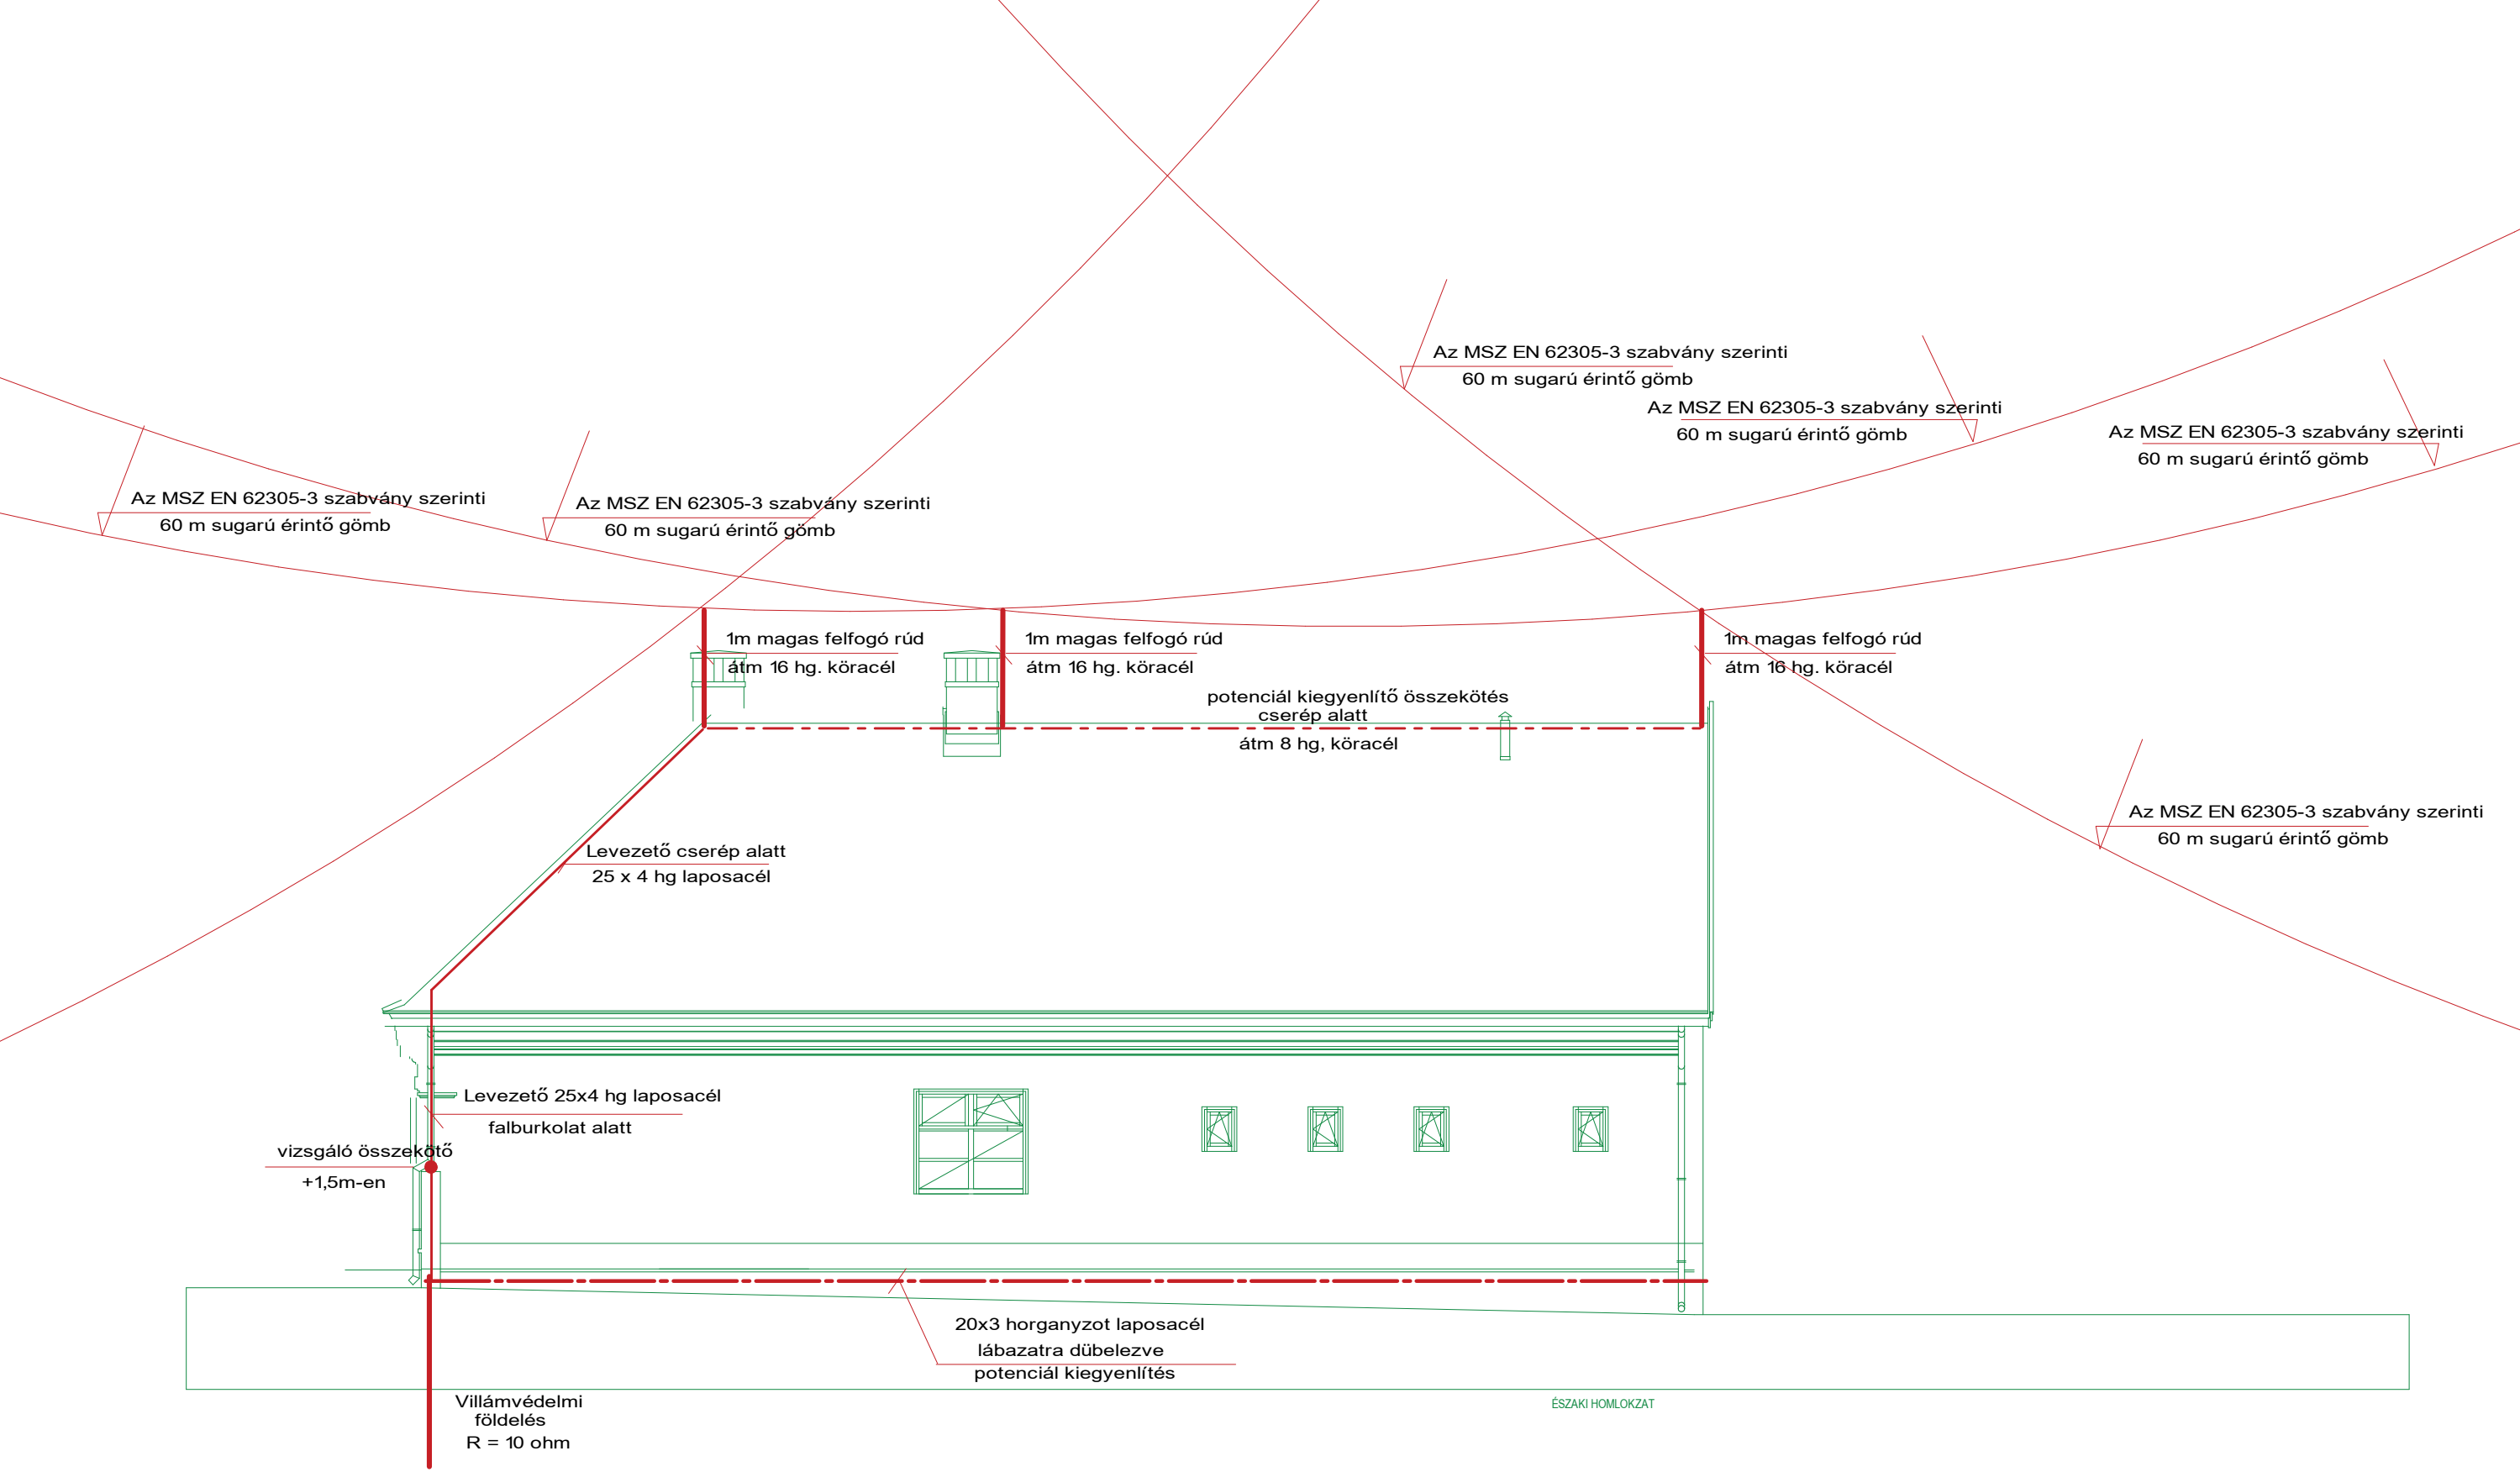 Az MSZ EN 62305-3 szabvány szerinti
60 m sugarú érintő gömb
Az MSZ EN 62305-3 szabvány szerinti
60 m sugarú érintő gömb
Az MSZ EN 62305-3 szabvány szerinti
60 m sugarú érintő gömb
Az MSZ EN 62305-3 szabvány szerinti
60 m sugarú érintő gömb
Az MSZ EN 62305-3 szabvány szerinti
60 m sugarú érintő gömb
1m magas felfogó rúd
átm 16 hg. köracél
1m magas felfogó rúd
átm 16 hg. köracél
1m magas felfogó rúd
átm 16 hg. köracél
potenciál kiegyenlítő összekötés
cserép alatt
átm 8 hg, köracél
Az MSZ EN 62305-3 szabvány szerinti
60 m sugarú érintő gömb
Levezető cserép alatt
25 x 4 hg laposacél
Levezető 25x4 hg laposacél
falburkolat alatt
vizsgáló összekötő
+1,5m-en
20x3 horganyzot laposacél
lábazatra dübelezve
potenciál kiegyenlítés
Villámvédelmi
földelés
R = 10 ohm
ÉSZAKI HOMLOKZAT